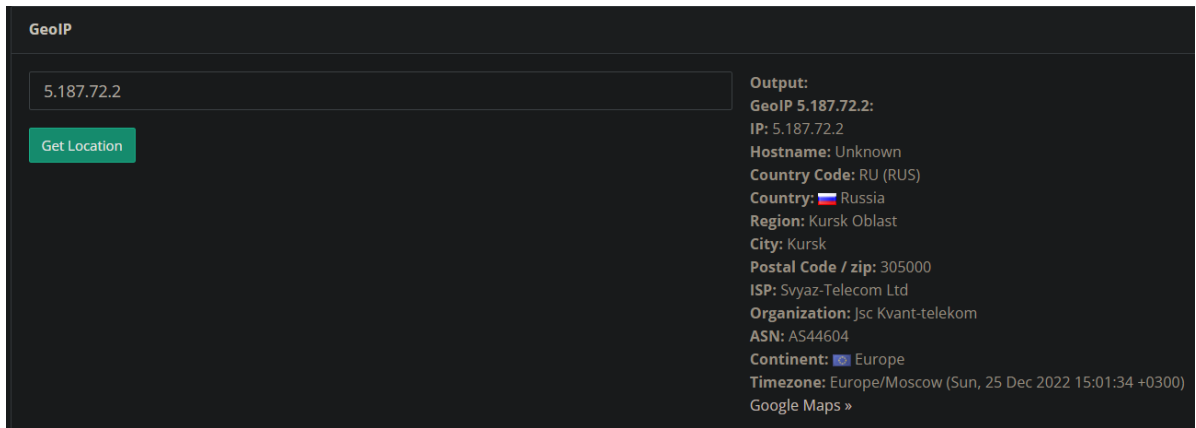 GeoIP
5.187.72.2
Get Location
Output:
GeoIP 5.187.72.2:
IP: 5.187.72.2
Hostname: Unknown
Country Code: RU (RUS)
Country: Russia
Region: Kursk Oblast
City: Kursk
Postal Code / zip: 305000
ISP: Svyaz-Telecom Ltd
Organization: Jsc Kvant-telekom
ASN: AS44604
Continent: Europe
Timezone: Europe/Moscow (Sun, 25 Dec 2022 15:01:34 +0300)
Google Maps »